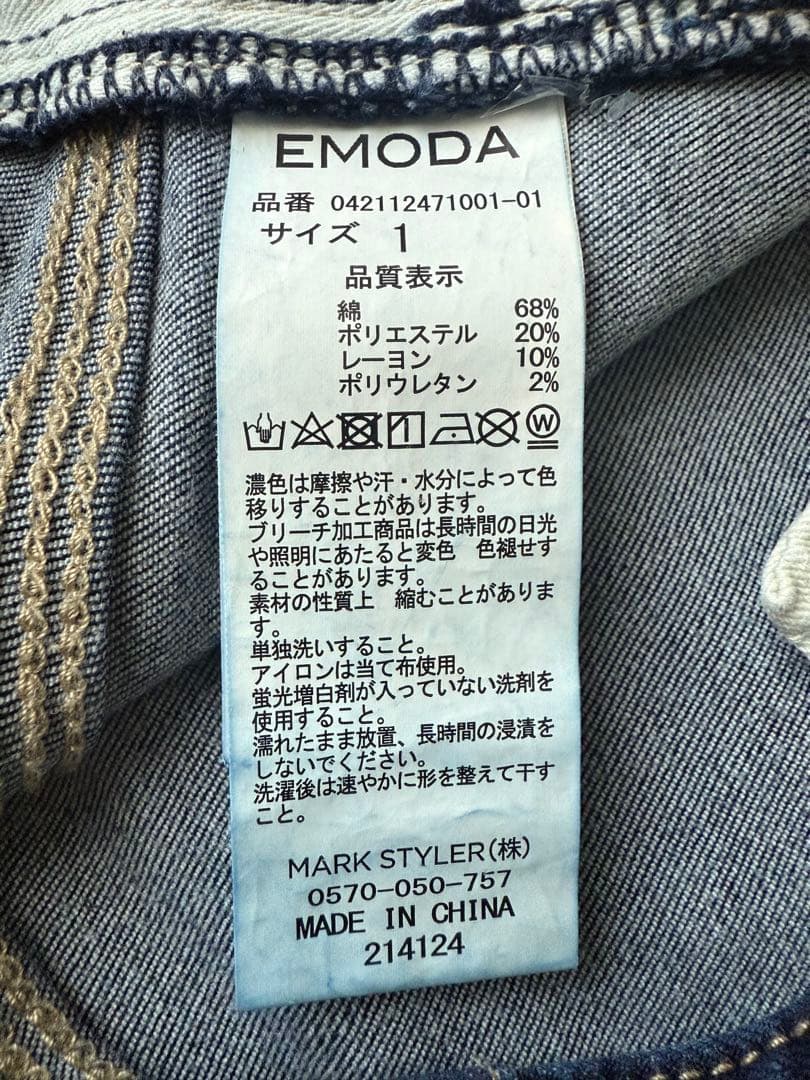 EMODA
品番 042112471001-01
サイズ 1
品質表示
綿 68%
ポリエステル 20%
レーヨン 10%
ポリウレタン 2%
1 W
濃色は摩擦や汗・水分によって色
移りすることがあります。
ブリーチ加工商品は長時間の日光
や照明にあたると変色 色褪せす
ることがあります。
素材の性質上 縮むことがありま
す。
単独洗いすること。
アイロンは当て布使用。
蛍光増白剤が入っていない洗剤を
使用すること。
濡れたまま放置、長時間の浸漬を
しないでください。
洗濯後は速やかに形を整えて干す
こと。
MARK STYLER(株)
0570-050-757
MADE IN CHINA
214124